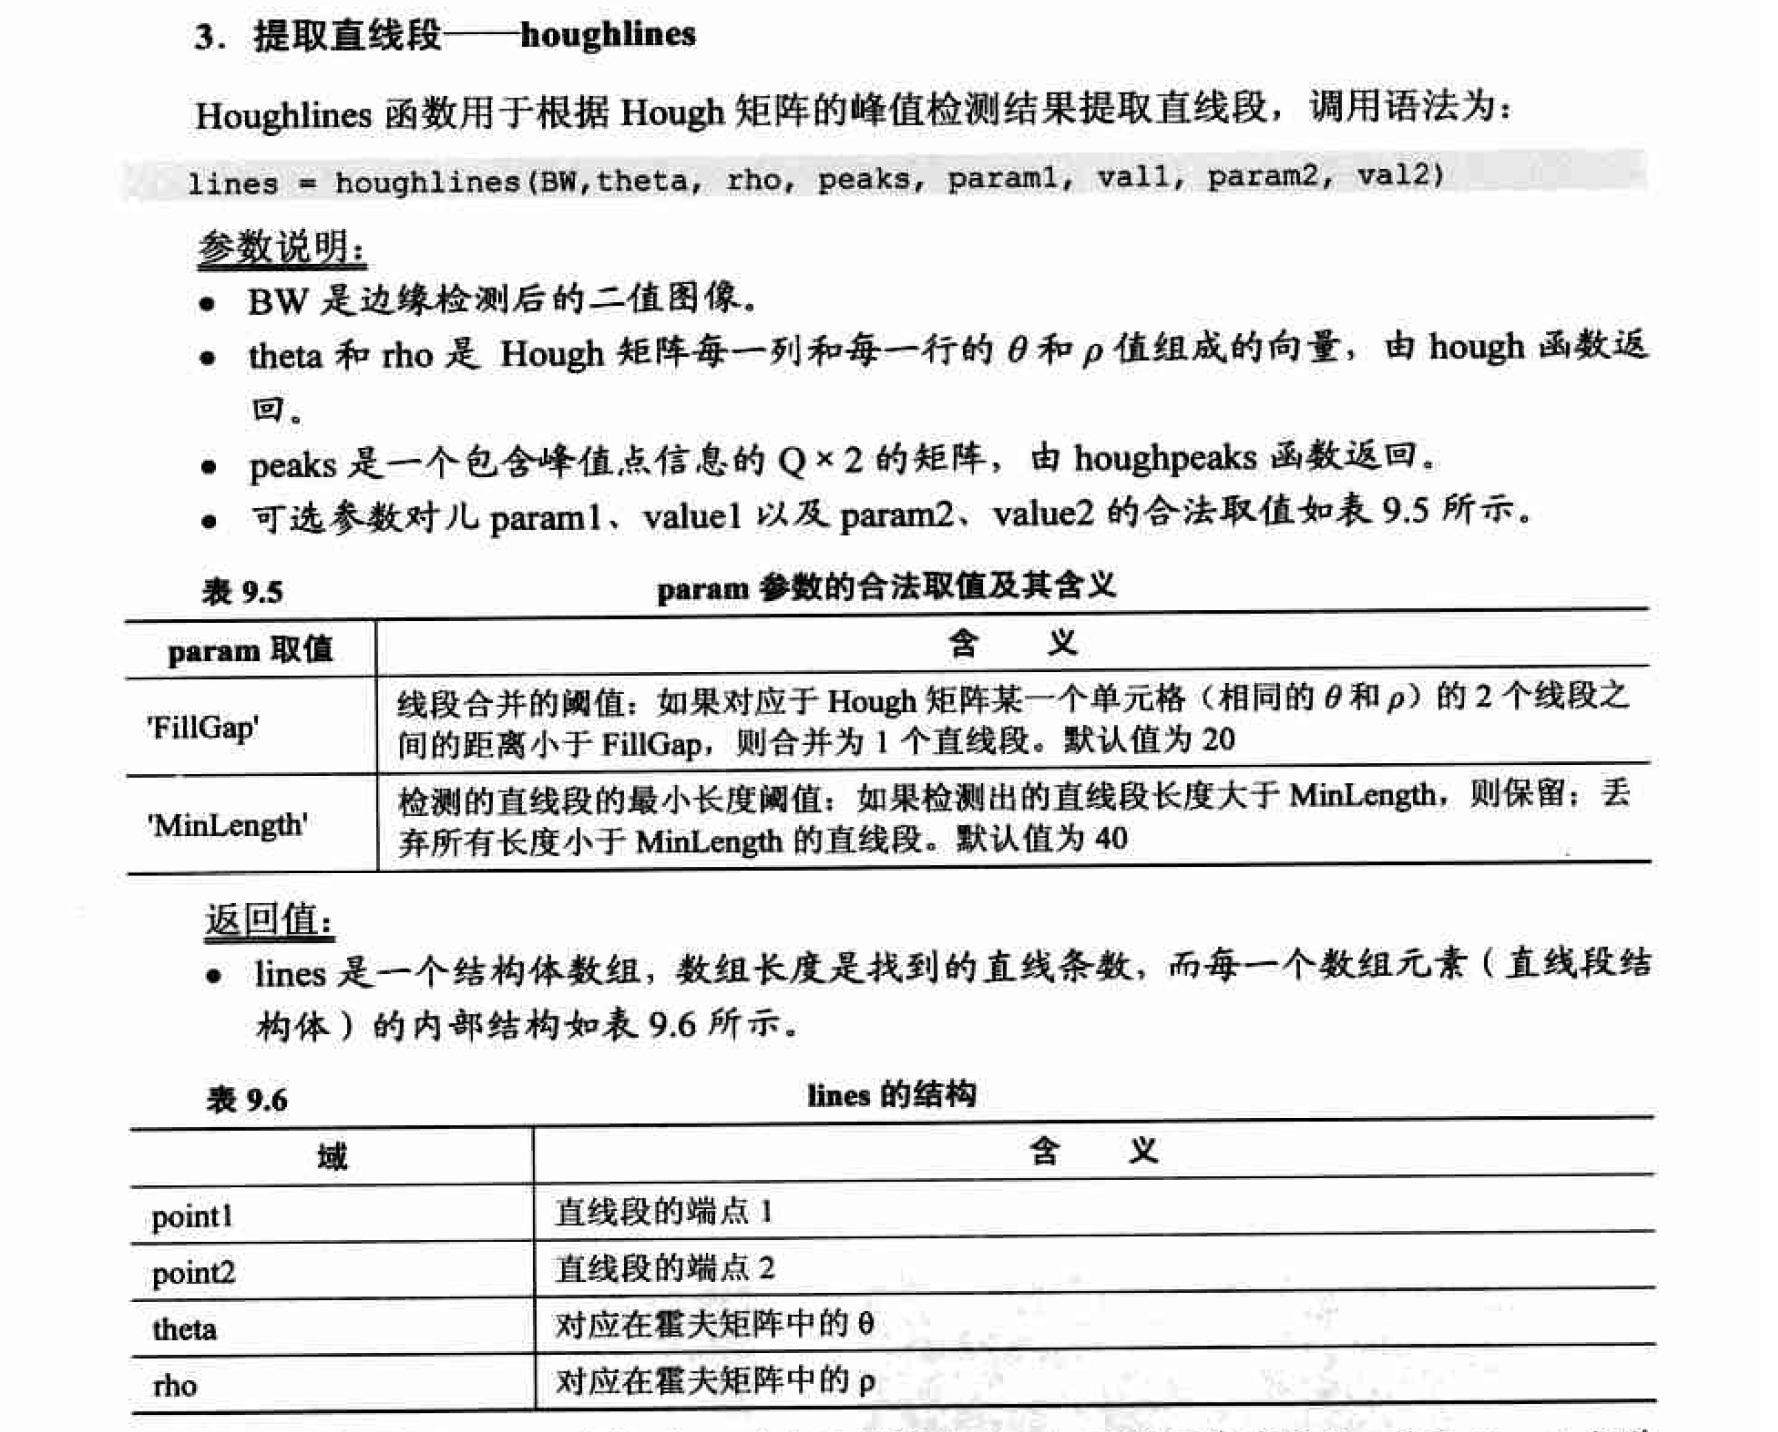 3. 提取直线段——houghlines
Houghlines 函数用于根据 Hough 矩阵的峰值检测结果提取直线段，调用语法为：
lines = houghlines(BW,theta, rho, peaks, param1, val1, param2, val2)
参数说明：
● BW 是边缘检测后的二值图像。
● theta 和 rho 是 Hough 矩阵每一列和每一行的 θ 和 ρ 值组成的向量，由 hough 函数返
回。
● peaks 是一个包含峰值点信息的 Q × 2 的矩阵，由 houghpeaks 函数返回。
● 可选参数对儿 param1、value1 以及 param2、value2 的合法取值如表 9.5 所示。
表 9.5 param 参数的合法取值及其含义
param 取值 含 义
'FillGap' 线段合并的阈值：如果对应于 Hough 矩阵某一个单元格（相同的 θ 和 ρ）的 2 个线段之
间的距离小于 FillGap，则合并为 1 个直线段。默认值为 20
'MinLength' 检测的直线段的最小长度阈值：如果检测出的直线段长度大于 MinLength，则保留；丢
弃所有长度小于 MinLength 的直线段。默认值为 40
返回值：
● lines 是一个结构体数组，数组长度是找到的直线条数，而每一个数组元素（直线段结
构体）的内部结构如表 9.6 所示。
表 9.6 lines 的结构
域 含 义
point1 直线段的端点 1
point2 直线段的端点 2
theta 对应在霍夫矩阵中的 θ
rho 对应在霍夫矩阵中的 ρ